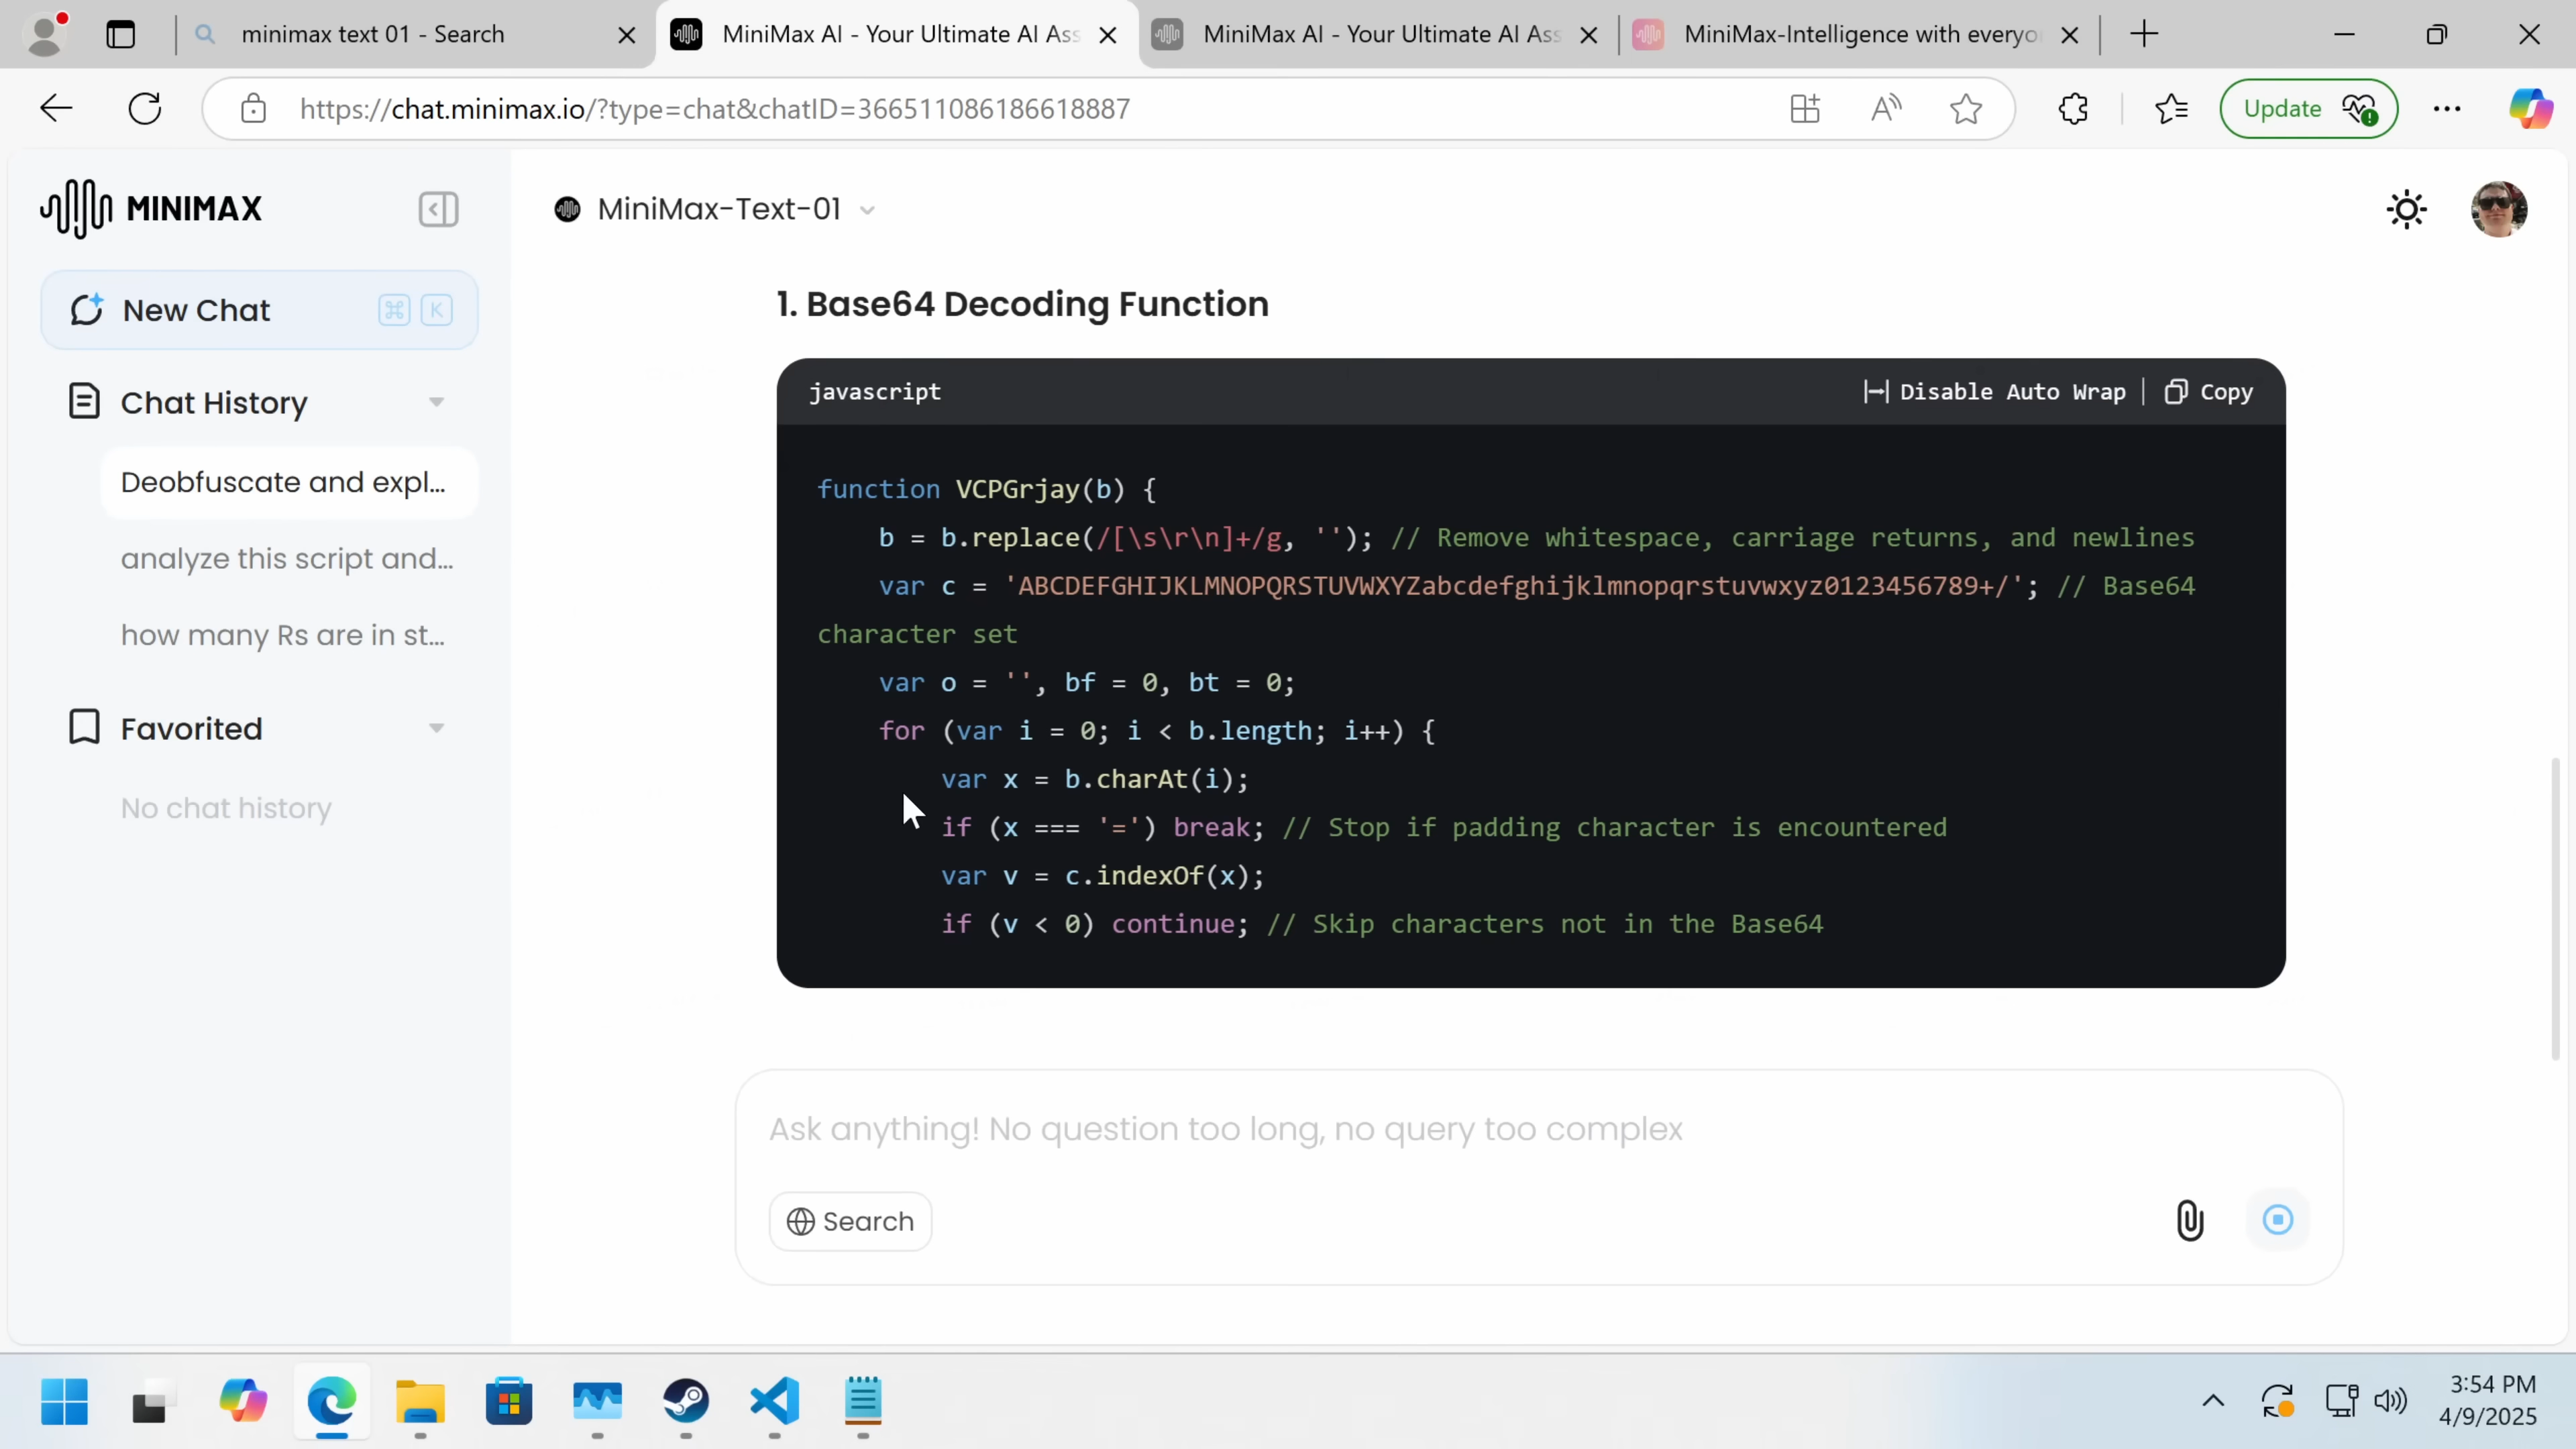 minimax text 01 - Search
MiniMax AI - Your Ultimate AI Ass
MiniMax AI - Your Ultimate AI Ass
MiniMax-Intelligence with everyo
https://chat.minimax.io/?type=chat&chatID=366511086186618887
Update
MINIMAX
MiniMax-Text-01
New Chat
⌘ K
Chat History
Deobfuscate and expl...
analyze this script and...
how many Rs are in st...
Favorited
No chat history
1. Base64 Decoding Function
javascript
Disable Auto Wrap
Copy
function VCPGrjay(b) {
    b = b.replace(/[\s\r\n]+/g, ''); // Remove whitespace, carriage returns, and newlines
    var c = 'ABCDEFGHIJKLMNOPQRSTUVWXYZabcdefghijklmnopqrstuvwxyz0123456789+/'; // Base64
character set
    var o = '', bf = 0, bt = 0;
    for (var i = 0; i < b.length; i++) {
        var x = b.charAt(i);
        if (x === '=') break; // Stop if padding character is encountered
        var v = c.indexOf(x);
        if (v < 0) continue; // Skip characters not in the Base64
Ask anything! No question too long, no query too complex
Search
3:54 PM
4/9/2025